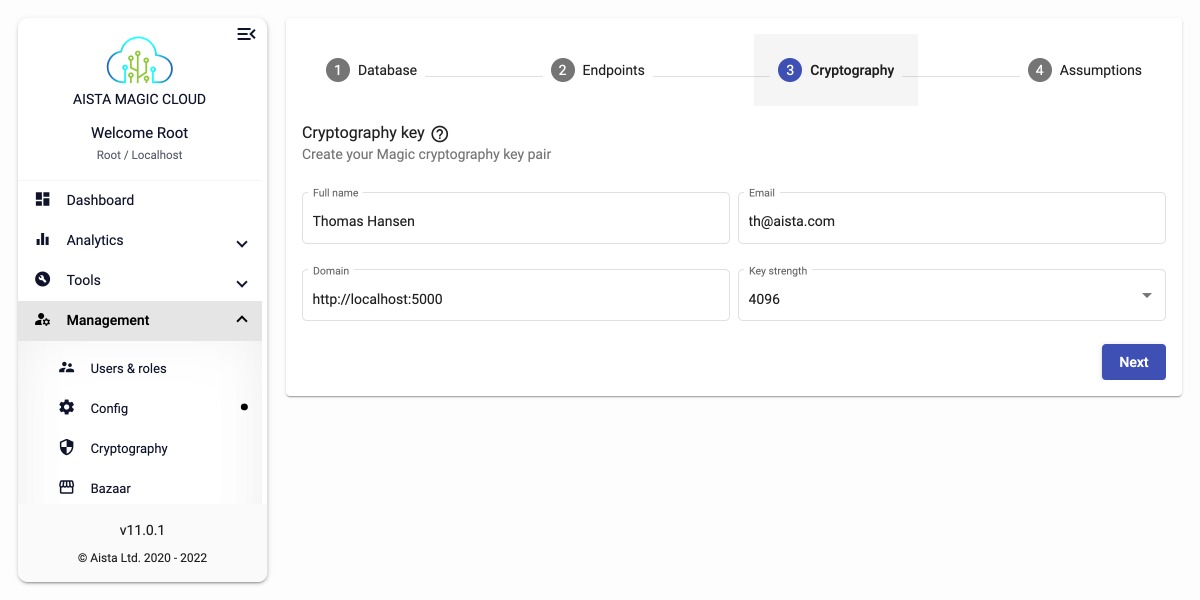 AISTA MAGIC CLOUD
Welcome Root
Root / Localhost
Dashboard
Analytics
Tools
Management
Users & roles
Config
Cryptography
Bazaar
v11.0.1
© Aista Ltd. 2020 - 2022
1 Database
2 Endpoints
3 Cryptography
4 Assumptions
Cryptography key ?
Create your Magic cryptography key pair
Full name
Thomas Hansen
Email
th@aista.com
Domain
http://localhost:5000
Key strength
4096
Next